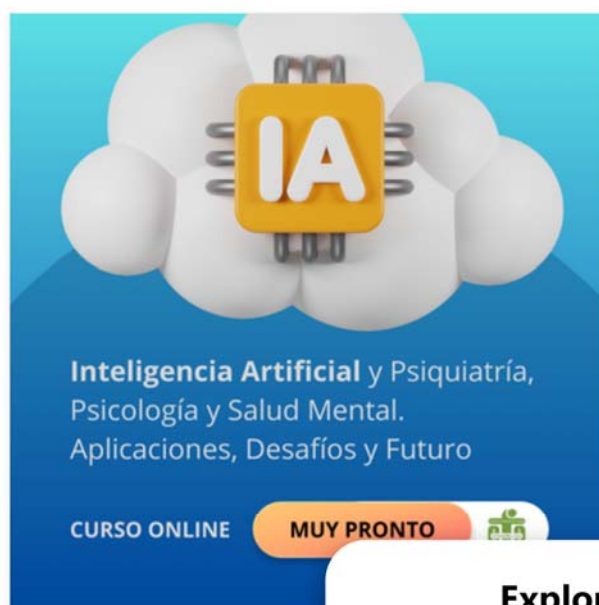 IA
Inteligencia Artificial y Psiquiatría,
Psicología y Salud Mental.
Aplicaciones, Desafíos y Futuro
CURSO ONLINE
MUY PRONTO